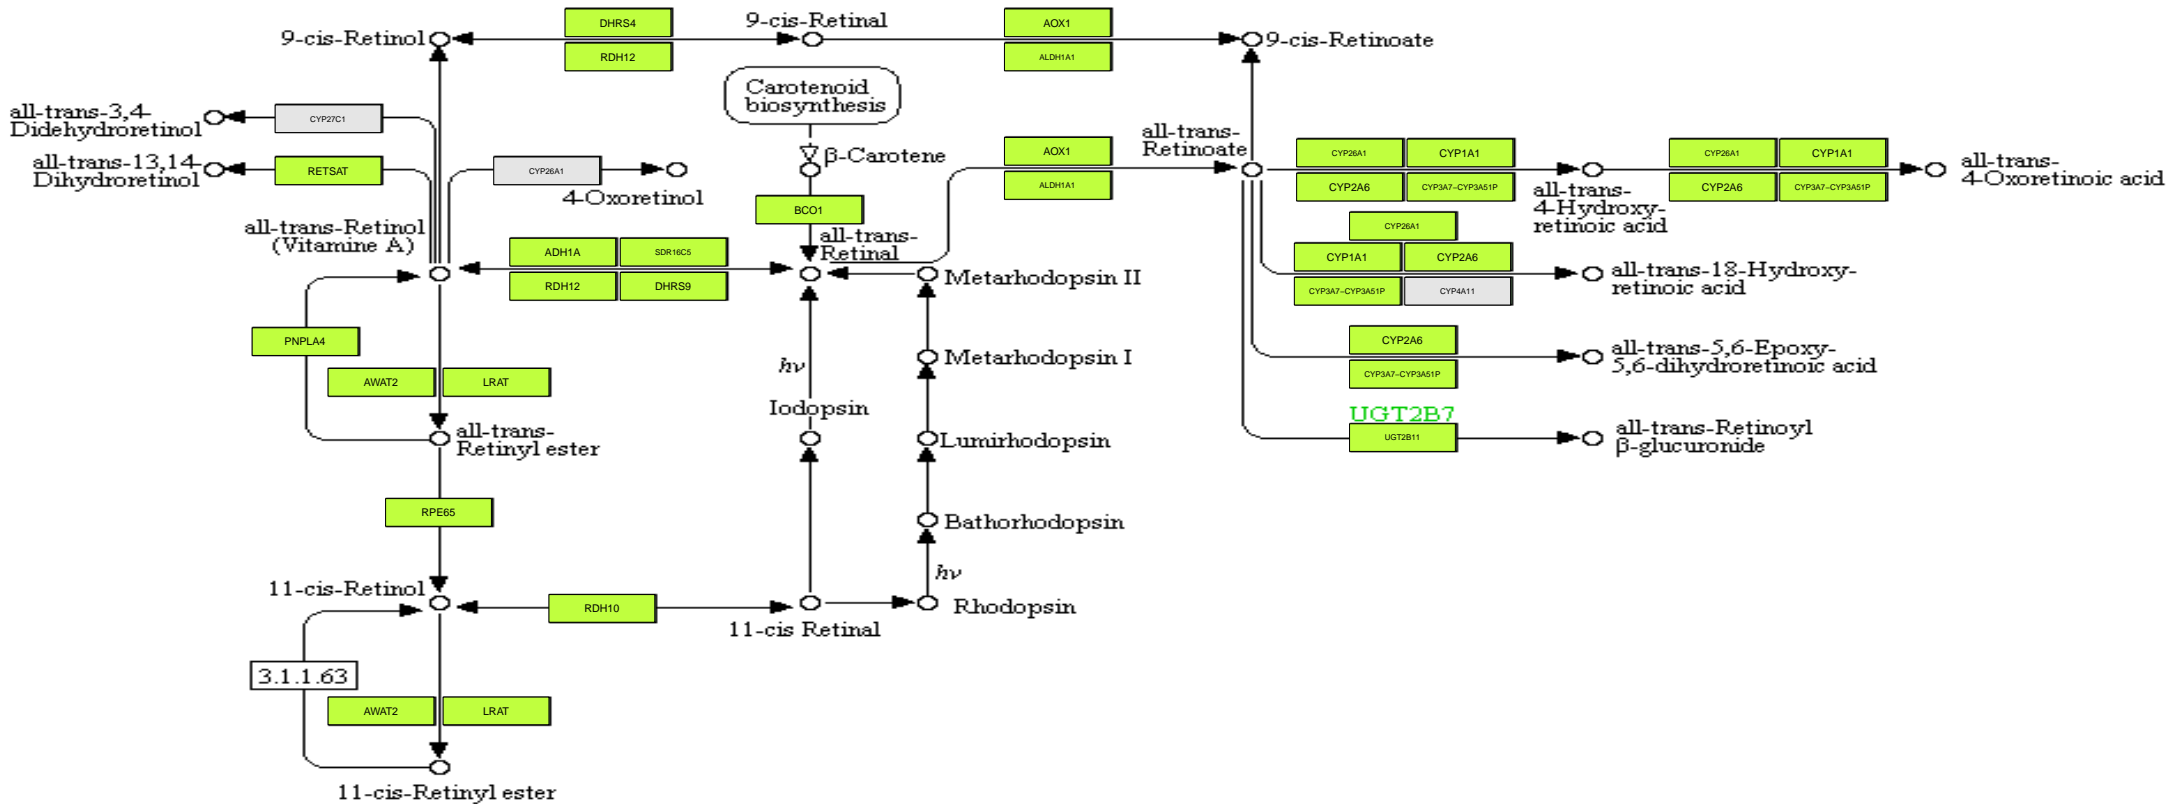 DHRS4
9-cis-Retinal
AOX1
9-cis-Retinol
9-cis-Retinoate
RDH12
ALDH1A1
Carotenoid
biosynthesis
all-trans-3,4-
Didehydroretinol
CYP27C1
all-trans-13,14-
Dihydroretinol
RETSAT
CYP26A1
4-Oxoretinol
β-Carotene
BCO1
AOX1
ALDH1A1
all-trans-
Retinoate
CYP26A1
CYP1A1
CYP2A6
CYP3A7-CYP3A51P
all-trans-
4-Hydroxy-
retinoic acid
CYP26A1
CYP1A1
CYP2A6
CYP3A7-CYP3A51P
all-trans-
4-Oxoretinoic acid
all-trans-Retinol
(Vitamine A)
ADH1A
SDR16C5
RDH12
DHRS9
all-trans-
Retinal
Metarhodopsin II
CYP26A1
CYP1A1
CYP2A6
CYP3A7-CYP3A51P
CYP4A11
all-trans-18-Hydroxy-
retinoic acid
PNPLA4
AWAT2
LRAT
hν
Metarhodopsin I
CYP2A6
CYP3A7-CYP3A51P
all-trans-5,6-Epoxy-
5,6-dihydroretinoic acid
all-trans-
Retinyl ester
Iodopsin
Lumirhodopsin
UGT2B7
UGT2B11
all-trans-Retinoyl
β-glucuronide
RPE65
Bathorhodopsin
hν
11-cis-Retinol
RDH10
11-cis Retinal
Rhodopsin
3.1.1.63
AWAT2
LRAT
11-cis-Retinyl ester